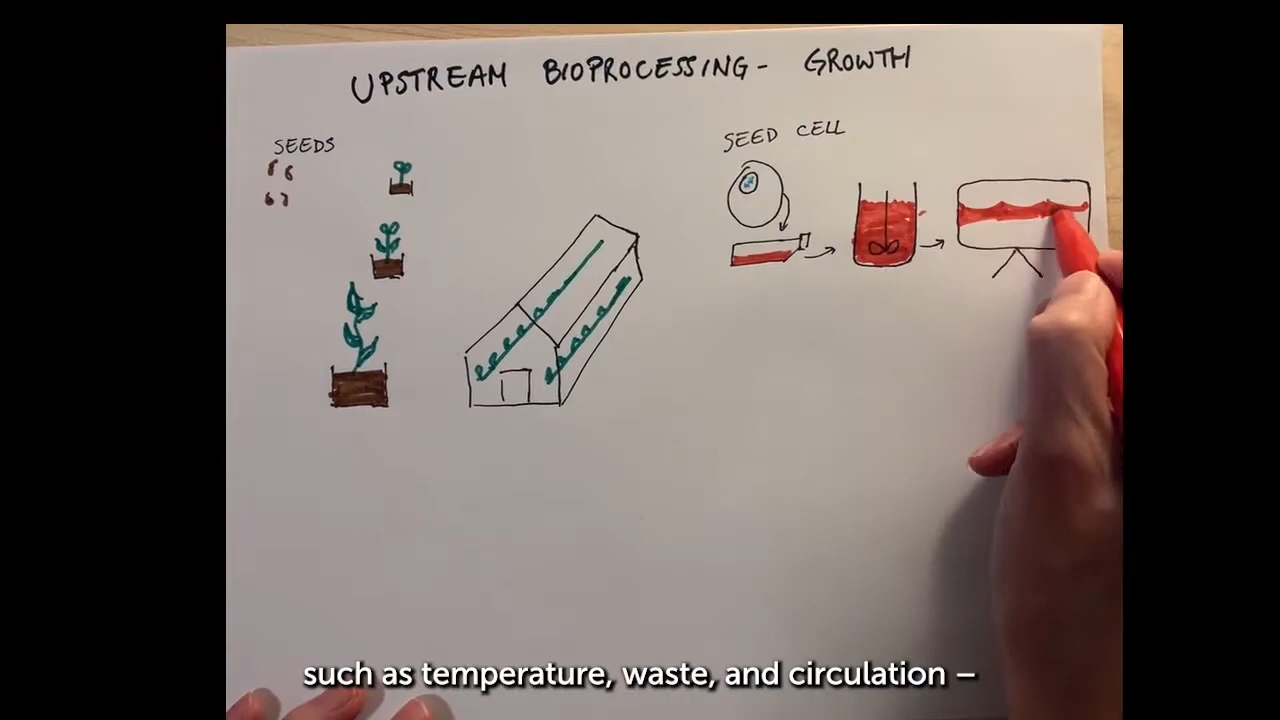 UPSTREAM BIOPROCESSING - GROWTH
SEEDS
SEED CELL
such as temperature, waste, and circulation –